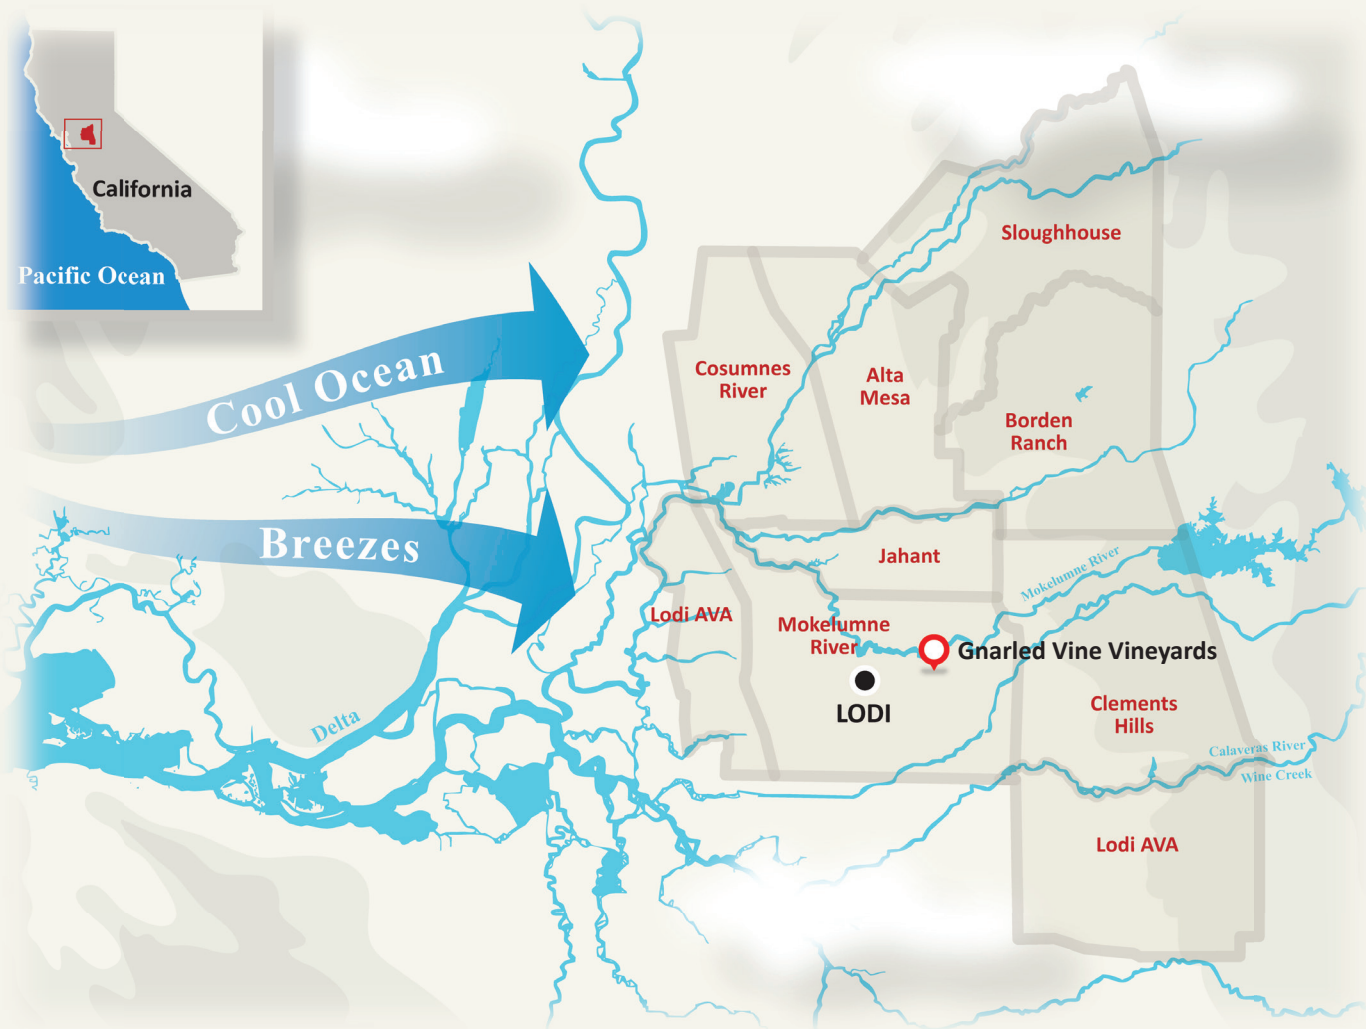 California
Pacific Ocean
Cool Ocean
Breezes
Delta
Sloughhouse
Cosumnes
River
Alta
Mesa
Borden
Ranch
Jahant
Mokelumne River
Lodi AVA
Mokelumne
River
Gnarled Vine Vineyards
LODI
Clements
Hills
Calaveras River
Wine Creek
Lodi AVA